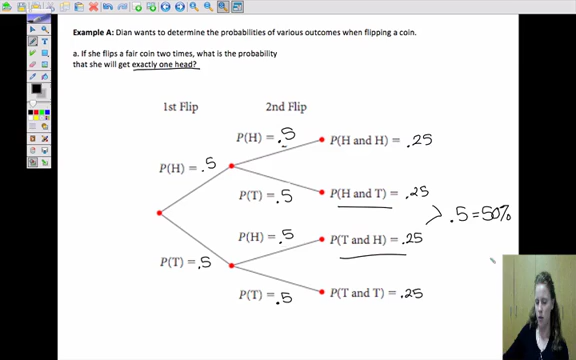 Example A: Dian wants to determine the probabilities of various outcomes when flipping a coin.
a. If she flips a fair coin two times, what is the probability
that she will get exactly one head?
1st Flip 2nd Flip
P(H) = .5 P(H and H) = .25
P(H) = .5
P(T) = .5 P(H and T) = .25
.5 = 50%
P(H) = .5 P(T and H) = .25
P(T) = .5
P(T) = .5 P(T and T) = .25